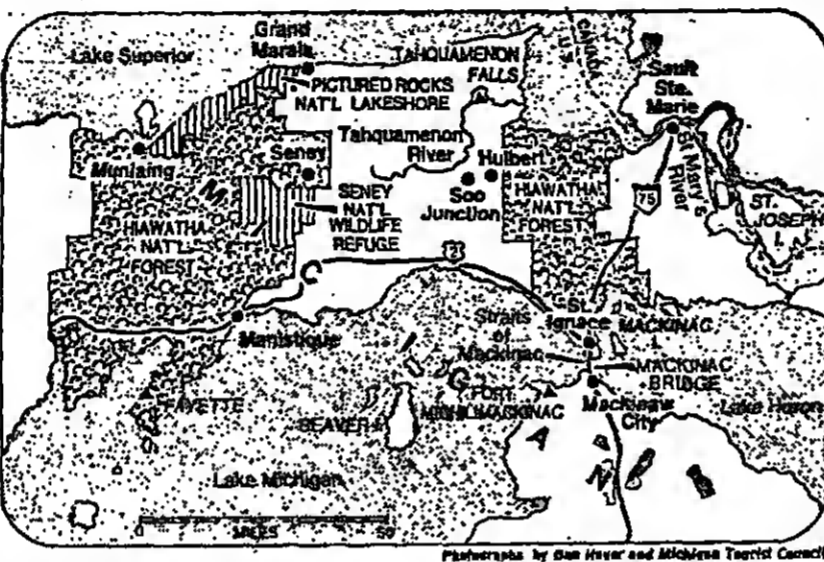 Lake Superior
Grand
Marais
TAHQUAMENON
FALLS
CANADA
U.S.
Sault
Ste.
Marie
PICTURED ROCKS
NAT'L LAKESHORE
Munising
Seney
Tahquamenon
River
Hulbert
Soo
Junction
SENEY
NAT'L
WILDLIFE
REFUGE
HIAWATHA
NAT'L
FOREST
HIAWATHA
NAT'L
FOREST
75
St. Mary's
River
ST.
JOSEPH
I.
2
M
I
C
G
A
N
Manistique
Straits
of
Mackinac
St.
Ignace
MACKINAC
I.
MACKINAC
BRIDGE
FAYETTE
BEAVER I.
FORT
MICHILIMACKINAC
Mackinaw
City
Lake Huron
Lake Michigan
0 MILES 50
Photographs by Dan Hover and Michigan Tourist Council